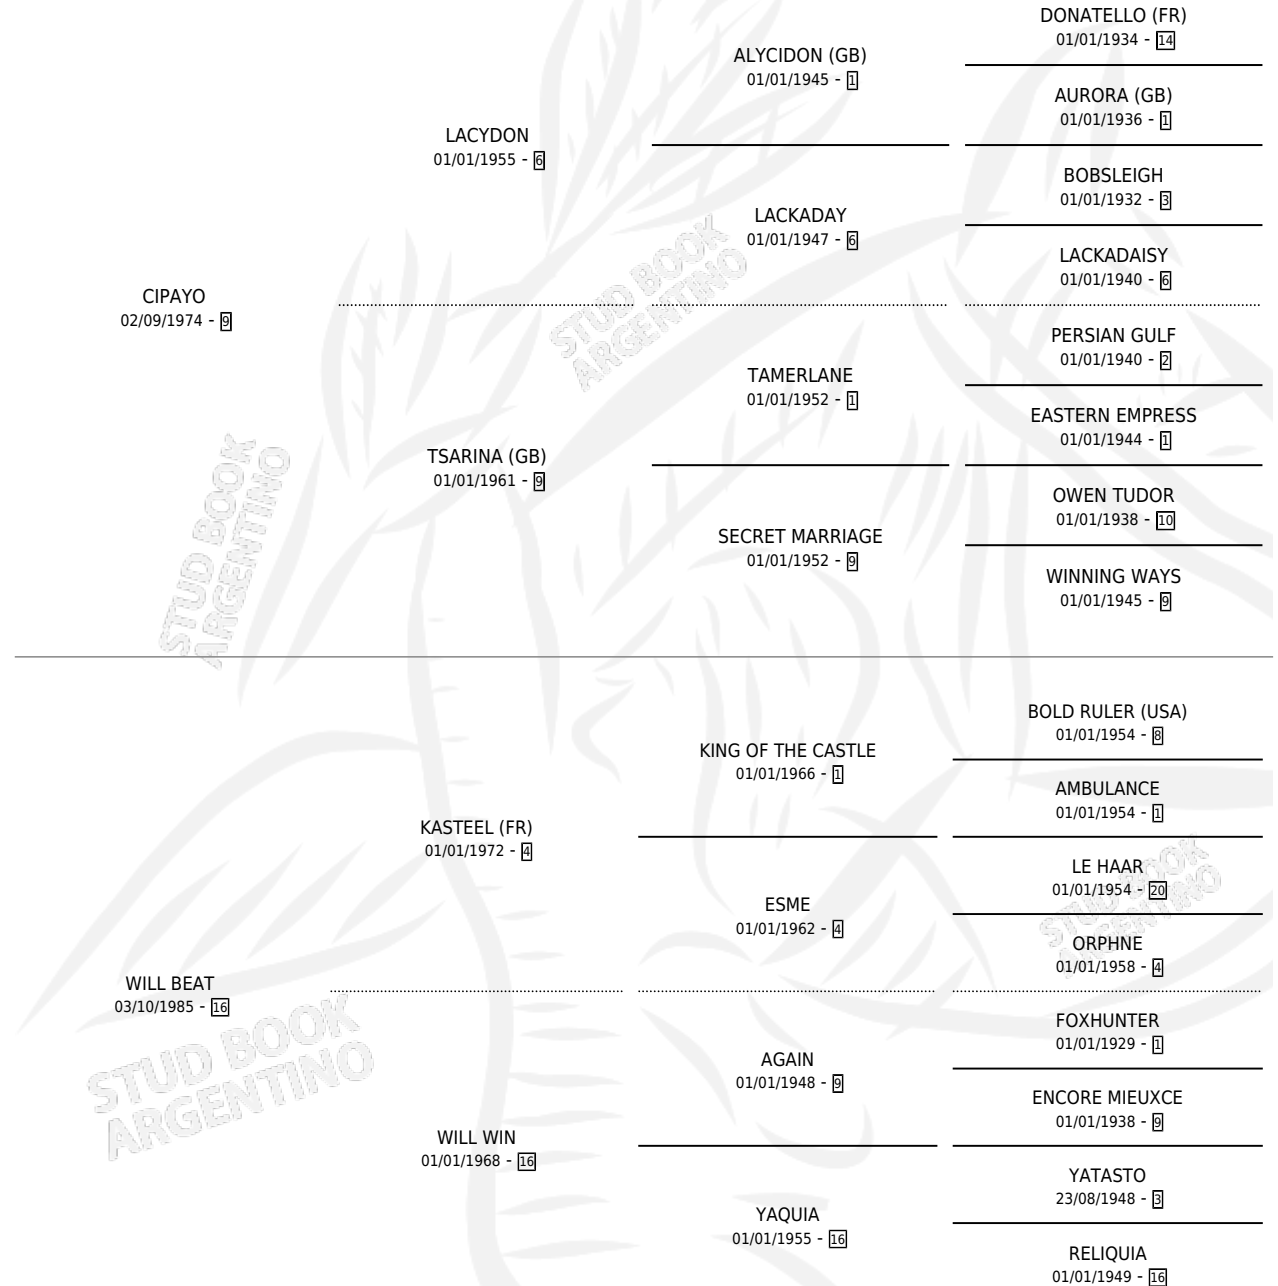 DONATELLO (FR)
01/01/1934 - 14
ALYCIDON (GB)
01/01/1945 - 1
AURORA (GB)
01/01/1936 - 1
LACYDON
01/01/1955 - 6
BOBSLEIGH
01/01/1932 - 3
LACKADAY
01/01/1947 - 6
LACKADAISY
01/01/1940 - 6
CIPAYO
02/09/1974 - 9
PERSIAN GULF
01/01/1940 - 2
TAMERLANE
01/01/1952 - 1
EASTERN EMPRESS
01/01/1944 - 1
TSARINA (GB)
01/01/1961 - 9
OWEN TUDOR
01/01/1938 - 10
SECRET MARRIAGE
01/01/1952 - 9
WINNING WAYS
01/01/1945 - 9
STUD BOOK
ARGENTINO
STUD BOOK
ARGENTINO
BOLD RULER (USA)
01/01/1954 - 8
KING OF THE CASTLE
01/01/1966 - 1
AMBULANCE
01/01/1954 - 1
KASTEEL (FR)
01/01/1972 - 4
LE HAAR
01/01/1954 - 20
ESME
01/01/1962 - 4
ORPHNE
01/01/1958 - 4
WILL BEAT
03/10/1985 - 16
FOXHUNTER
01/01/1929 - 1
AGAIN
01/01/1948 - 9
ENCORE MIEUXCE
01/01/1938 - 9
WILL WIN
01/01/1968 - 16
YATASTO
23/08/1948 - 3
YAQUIA
01/01/1955 - 16
RELIQUIA
01/01/1949 - 16
STUD BOOK
ARGENTINO
STUD BOOK
ARGENTINO